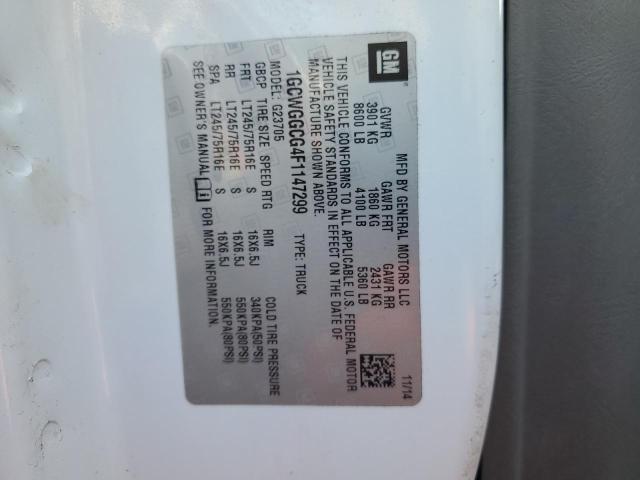 GM
MFD BY GENERAL MOTORS LLC
11/14
GVWR GAWR FRT GAWR RR
3901 KG 1860 KG 2431 KG
8600 LB 4100 LB 5360 LB
THIS VEHICLE CONFORMS TO ALL APPLICABLE U.S. FEDERAL MOTOR
VEHICLE SAFETY STANDARDS IN EFFECT ON THE DATE OF
MANUFACTURE SHOWN ABOVE.
1GCWGGCG4F1147299 TYPE: TRUCK
MODEL: G23705
GBCP TIRE SIZE SPEED RTG RIM COLD TIRE PRESSURE
FRT LT245/75R16E S 16X6.5J 340KPA(50PSI)
RR LT245/75R16E S 16X6.5J 550KPA(80PSI)
SPA LT245/75R16E S 16X6.5J 550KPA(80PSI)
SEE OWNER'S MANUAL FOR MORE INFORMATION.